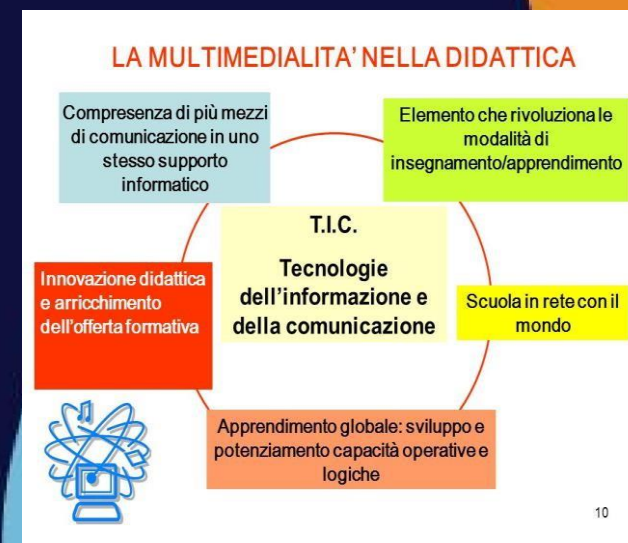 LA MULTIMEDIALITA' NELLA DIDATTICA
Compresenza di più mezzi
di comunicazione in uno
stesso supporto
informatico
Elemento che rivoluziona le
modalità di
insegnamento/apprendimento
T.I.C.
Tecnologie
dell'informazione e
della comunicazione
Innovazione didattica
e arricchimento
dell'offerta formativa
Scuola in rete con il
mondo
Apprendimento globale: sviluppo e
potenziamento capacità operative e
logiche
10